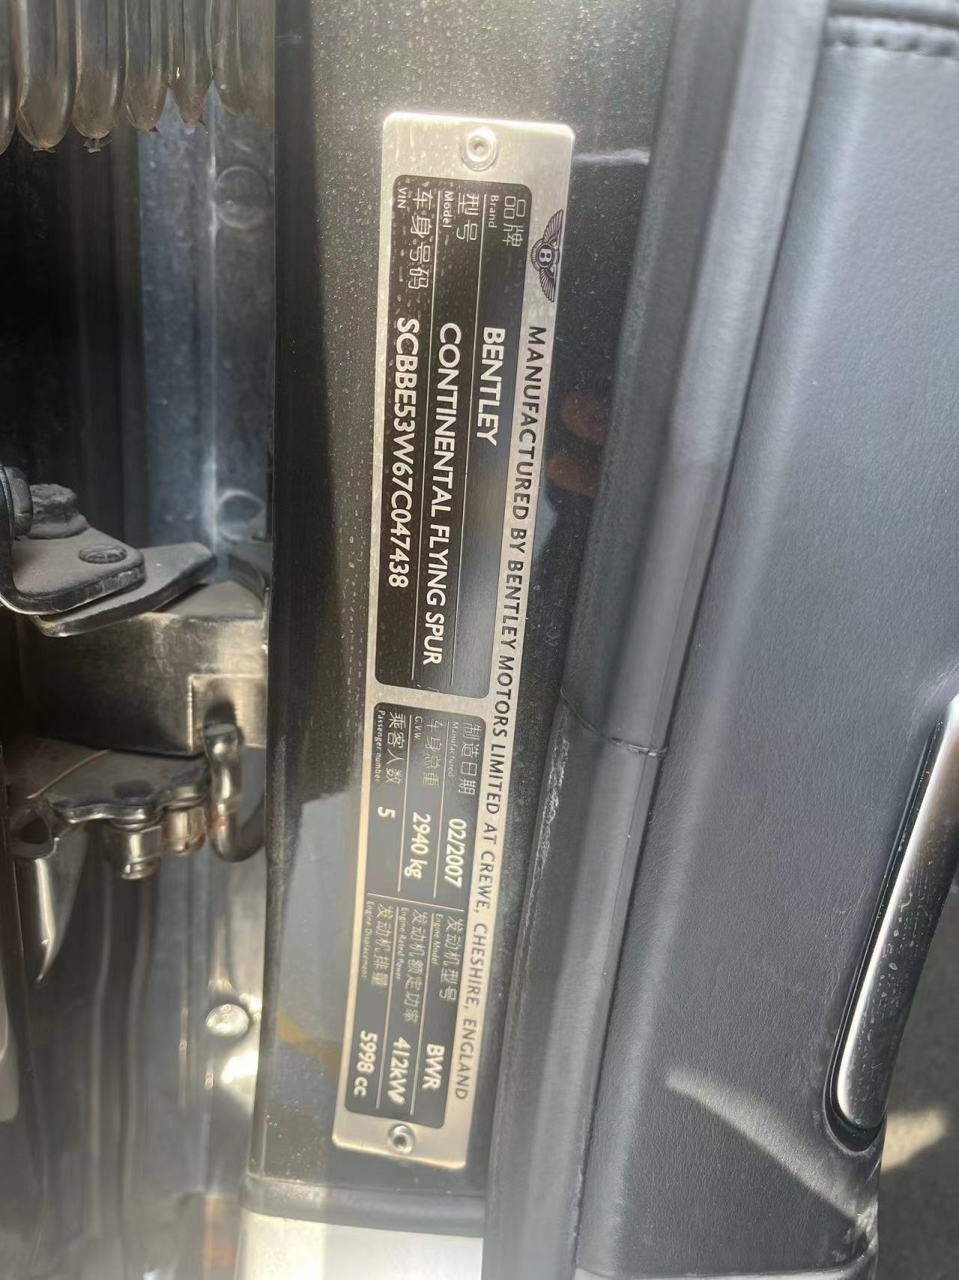 B
MANUFACTURED BY BENTLEY MOTORS LIMITED AT CREWE, CHESHIRE, ENGLAND
品牌 BENTLEY
Brand
型号 CONTINENTAL FLYING SPUR
Model
车身号码 SCBBE53W67C047438
VIN
制造日期 02/2007
Manufactured
车身总重 2940 kg
G.V.W.
乘客人数 5
Passenger number
发动机型号 BWR
Engine Model
发动机额定功率 412kW
Engine Rated Power
发动机排量 5998 cc
Engine Displacement